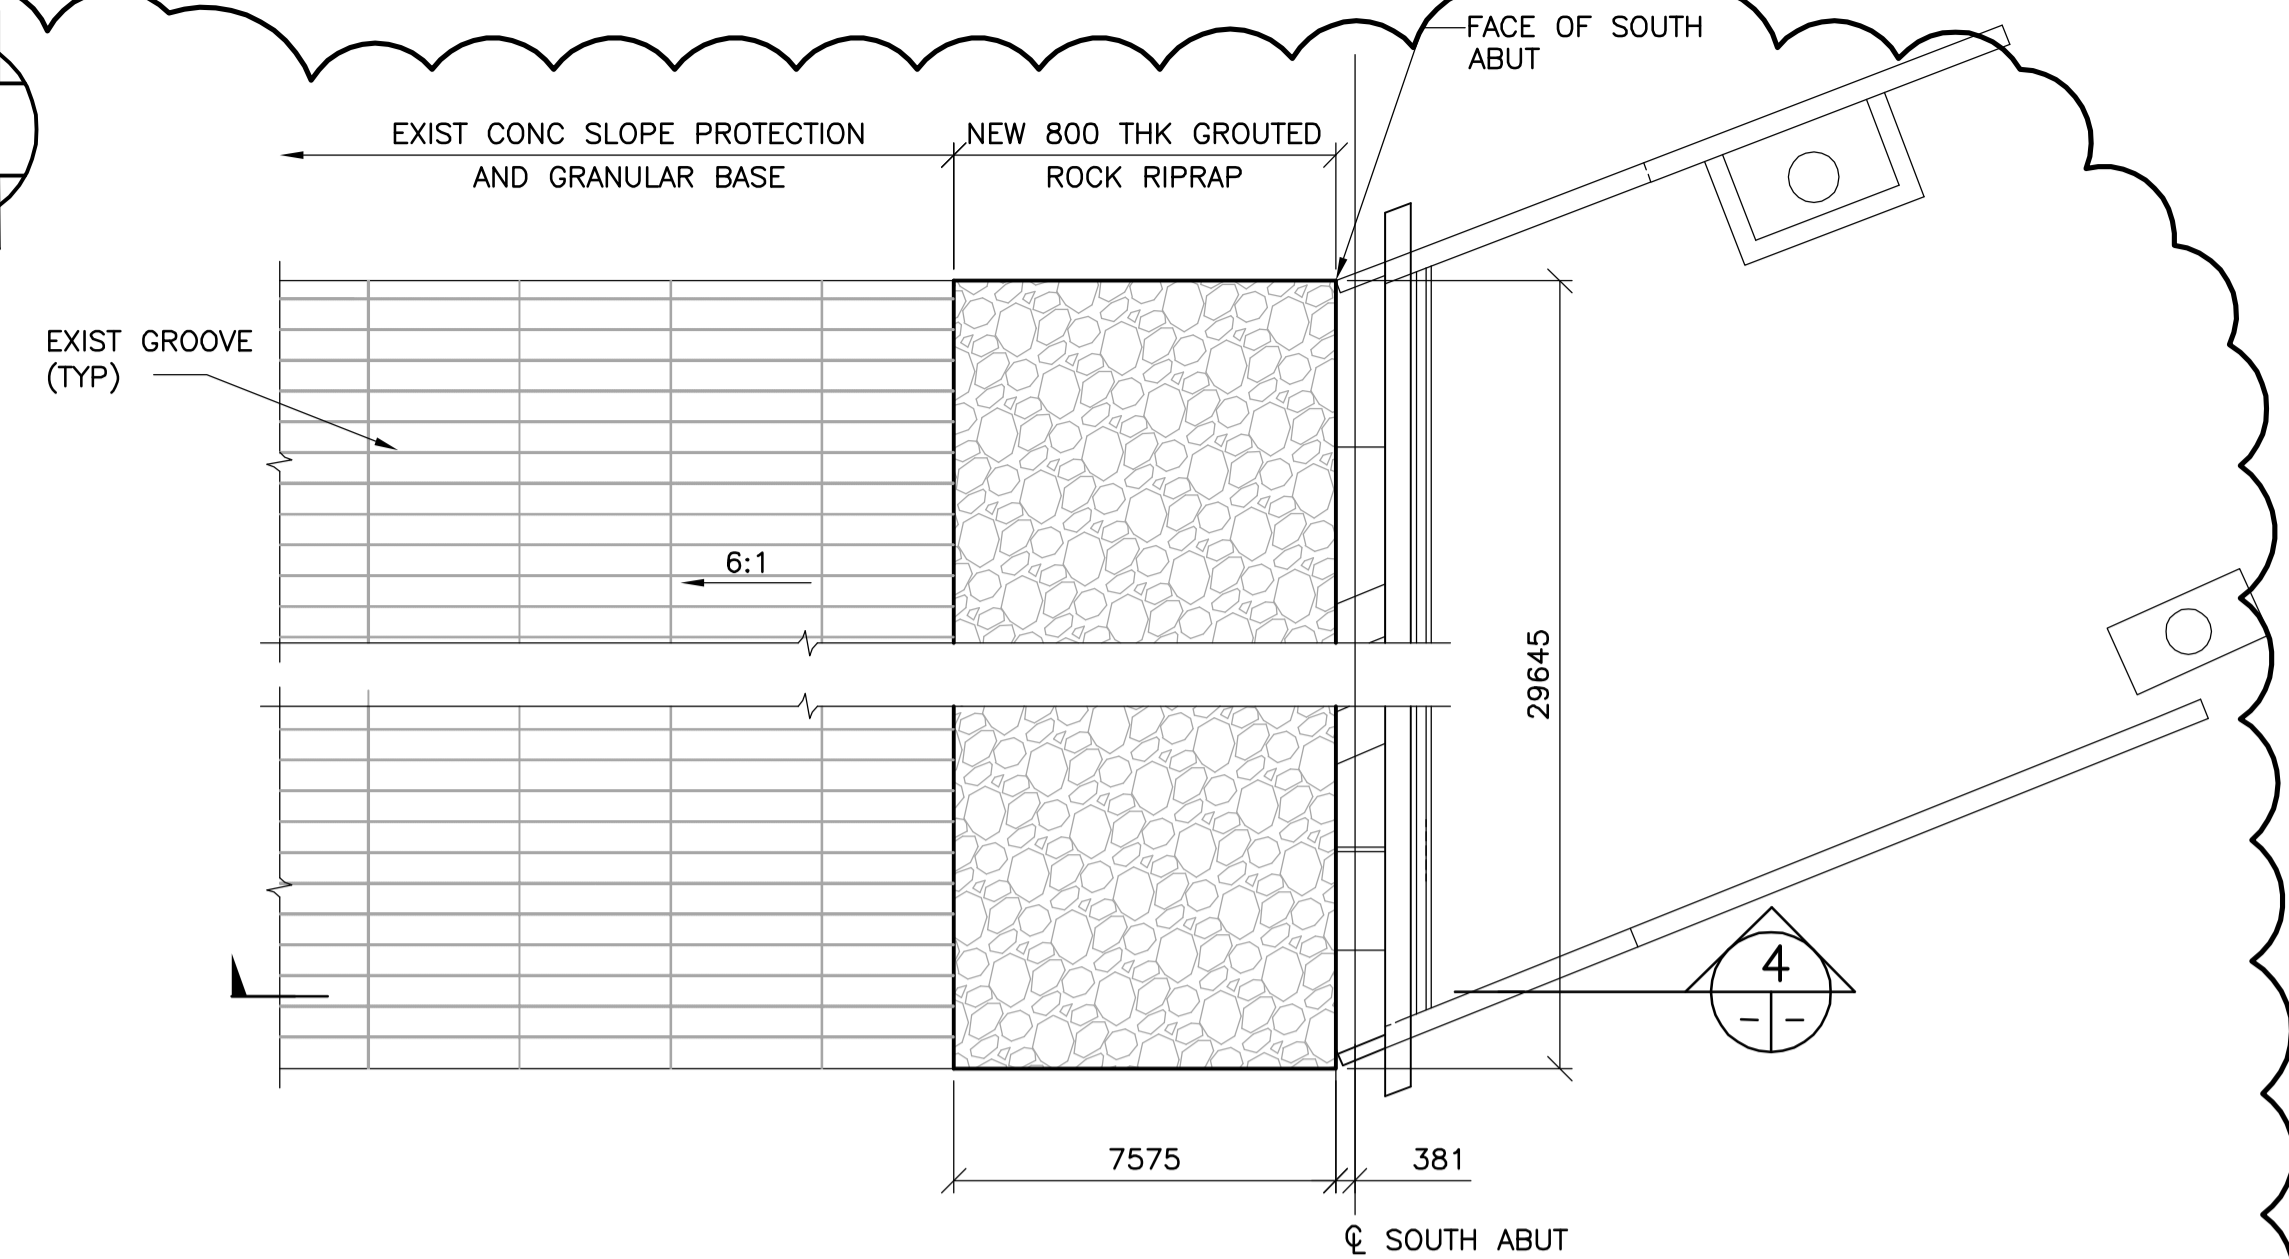 FACE OF SOUTH
ABUT
EXIST CONC SLOPE PROTECTION
AND GRANULAR BASE
NEW 800 THK GROUTED
ROCK RIPRAP
EXIST GROOVE
(TYP)
6:1
29645
4
– –
7575
381
℄ SOUTH ABUT